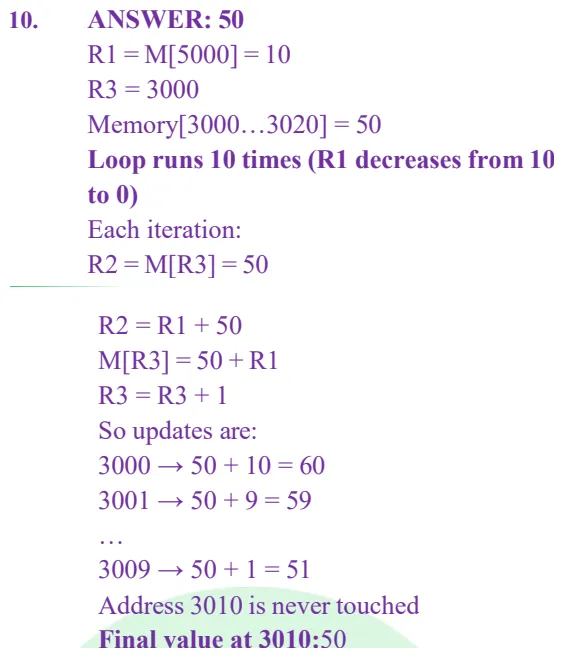 10. ANSWER: 50
R1 = M[5000] = 10
R3 = 3000
Memory[3000…3020] = 50
Loop runs 10 times (R1 decreases from 10
to 0)
Each iteration:
R2 = M[R3] = 50
R2 = R1 + 50
M[R3] = 50 + R1
R3 = R3 + 1
So updates are:
3000 → 50 + 10 = 60
3001 → 50 + 9 = 59
…
3009 → 50 + 1 = 51
Address 3010 is never touched
Final value at 3010:50